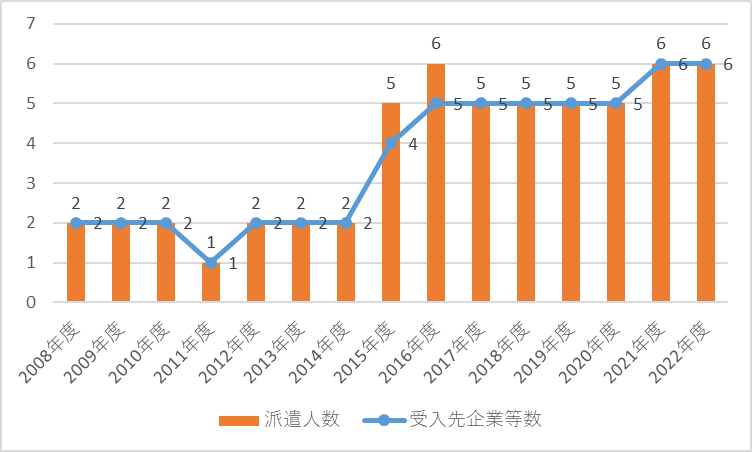 7
6
5
4
3
2
1
0
2 2 2 1 2 2 2 5 6 5 5 5 5 6 6
2 2 2 1 2 2 2 4 5 5 5 5 5 6 6
2008年度
2009年度
2010年度
2011年度
2012年度
2013年度
2014年度
2015年度
2016年度
2017年度
2018年度
2019年度
2020年度
2021年度
2022年度
派遣人数 受入先企業等数